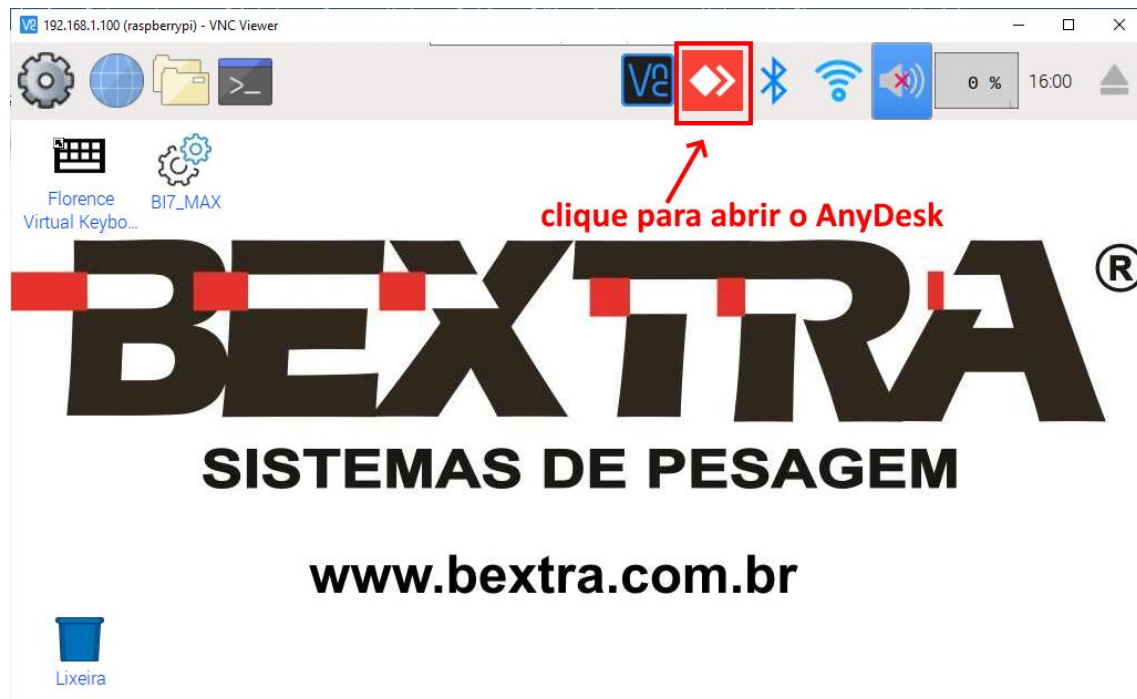 192.168.1.100 (raspberrypi) - VNC Viewer
0 %
16:00
Florence
Virtual Keybo...
BI7_MAX
clique para abrir o AnyDesk
BEXTRA®
SISTEMAS DE PESAGEM
www.bextra.com.br
Lixeira